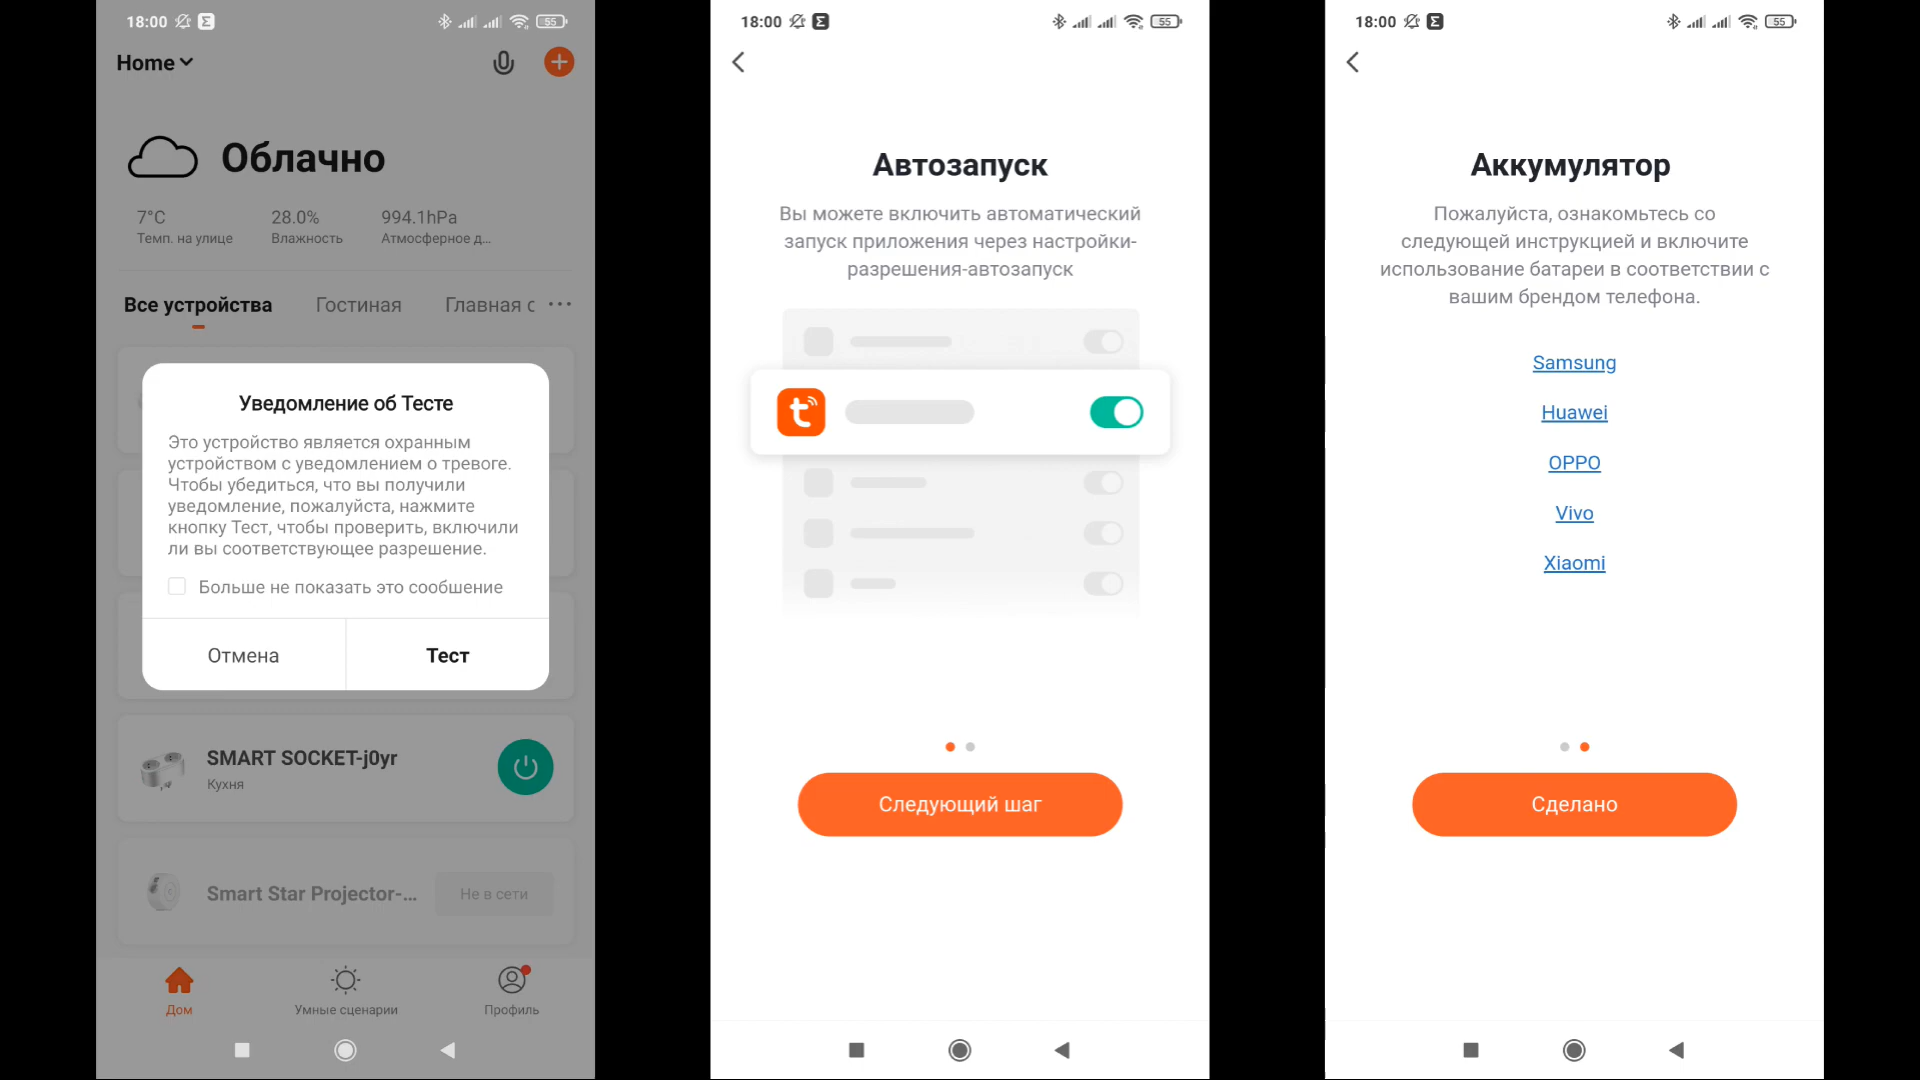 18:00
55
Home
Облачно
7°C
28.0%
994.1hPa
Темп. на улице
Влажность
Атмосферное д...
Все устройства
Гостиная
Главная с
Уведомление об Тесте
Это устройство является охранным
устройством с уведомлением о тревоге.
Чтобы убедиться, что вы получили
уведомление, пожалуйста, нажмите
кнопку Тест, чтобы проверить, включили
ли вы соответствующее разрешение.
Больше не показать это сообшение
Отмена
Тест
SMART SOCKET-j0yr
Кухня
Smart Star Projector-...
Не в сети
Дом
Умные сценарии
Профиль
18:00
55
Автозапуск
Вы можете включить автоматический
запуск приложения через настройки-
разрешения-автозапуск
Следующий шаг
18:00
55
Аккумулятор
Пожалуйста, ознакомьтесь со
следующей инструкцией и включите
использование батареи в соответствии с
вашим брендом телефона.
Samsung
Huawei
OPPO
Vivo
Xiaomi
Сделано